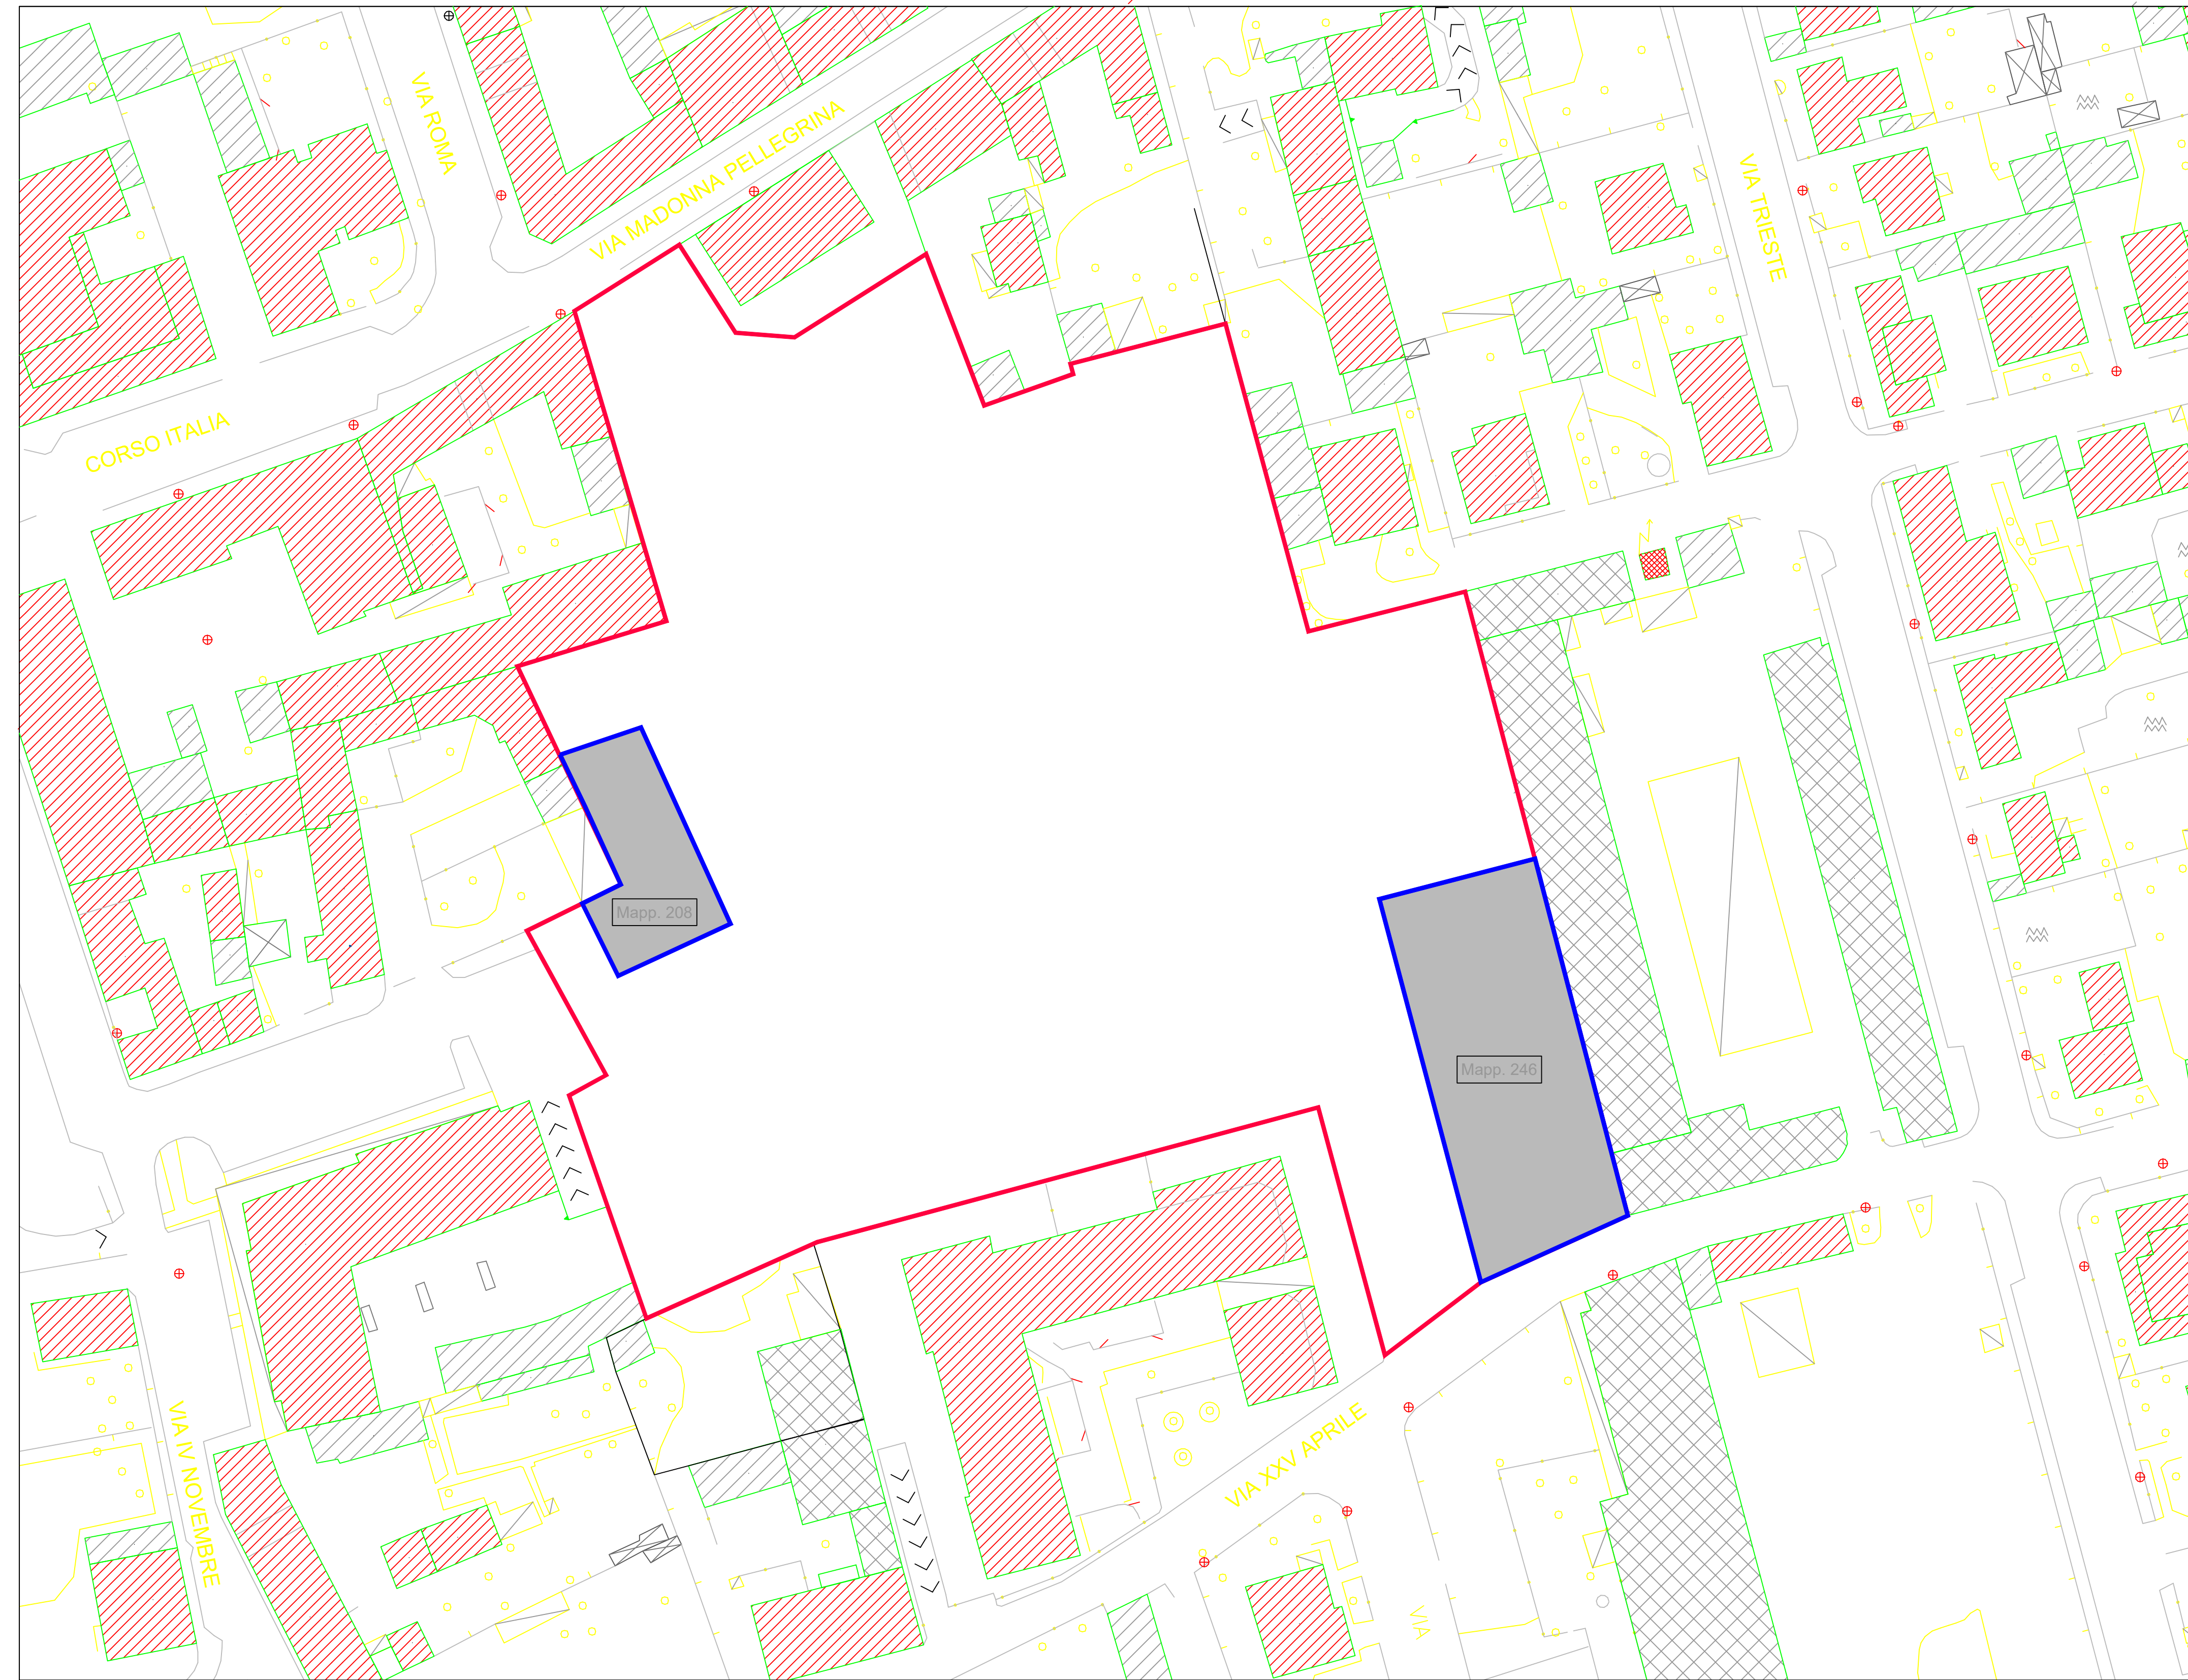 VIA ROMA
VIA MADONNA PELLEGRINA
VIA TRIESTE
CORSO ITALIA
Mapp. 208
Mapp. 246
VIA XXV APRILE
VIA IV NOVEMBRE
VIA